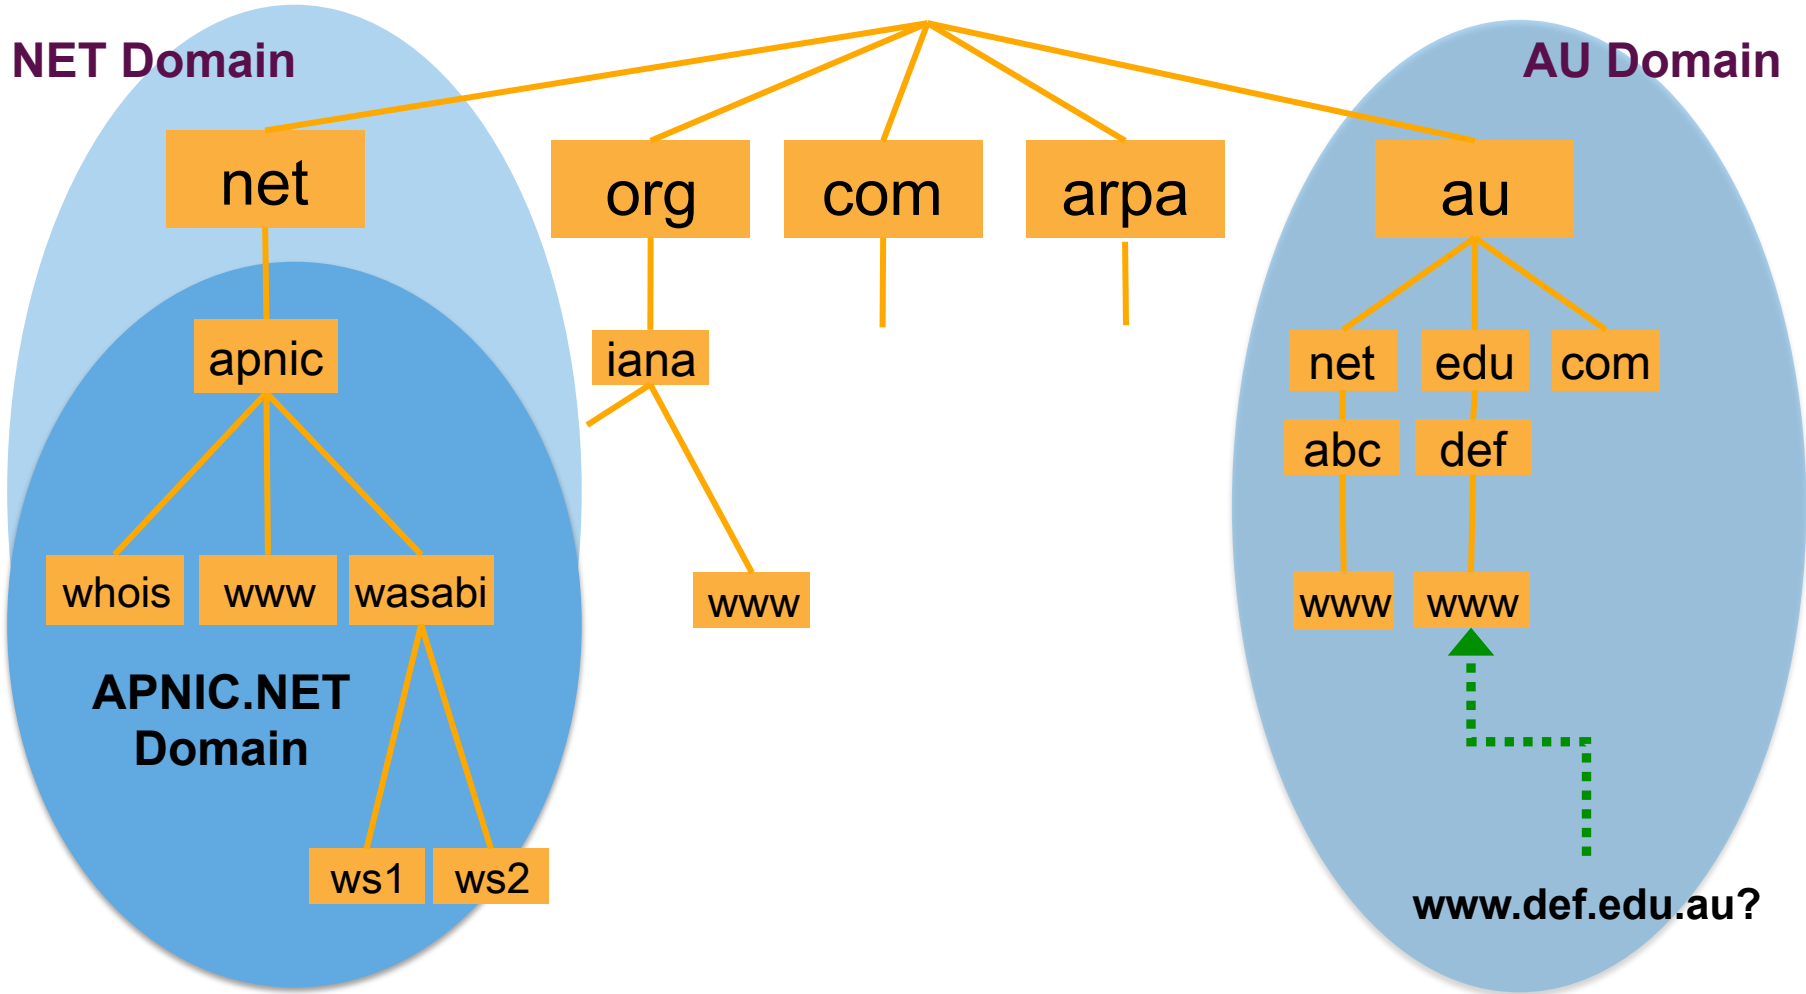 NET Domain
AU Domain
net
org
com
arpa
au
apnic
iana
net
edu
com
abc
def
whois
www
wasabi
www
www
www
APNIC.NET
Domain
ws1
ws2
www.def.edu.au?